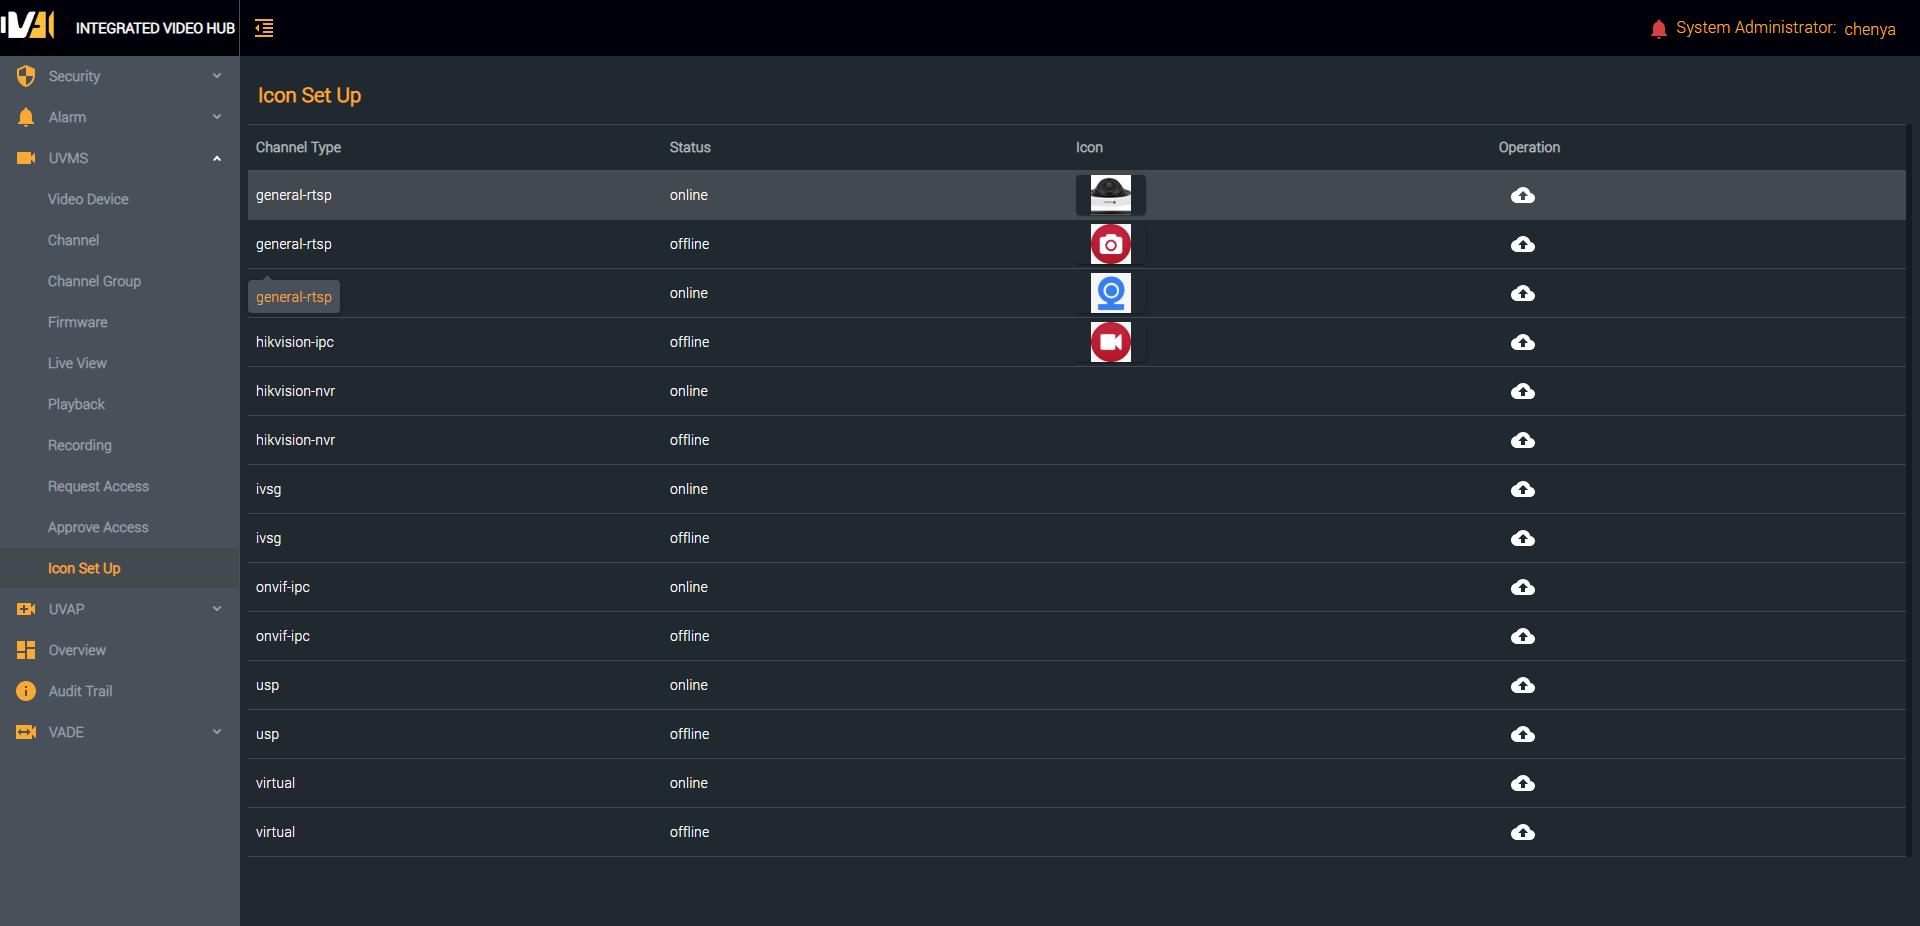 IVH INTEGRATED VIDEO HUB
System Administrator: chenya
Security
Alarm
UVMS
Video Device
Channel
Channel Group
Firmware
Live View
Playback
Recording
Request Access
Approve Access
Icon Set Up
UVAP
Overview
Audit Trail
VADE
Icon Set Up
Channel Type Status Icon Operation
general-rtsp online
general-rtsp offline
general-rtsp online
hikvision-ipc offline
hikvision-nvr online
hikvision-nvr offline
ivsg online
ivsg offline
onvif-ipc online
onvif-ipc offline
usp online
usp offline
virtual online
virtual offline